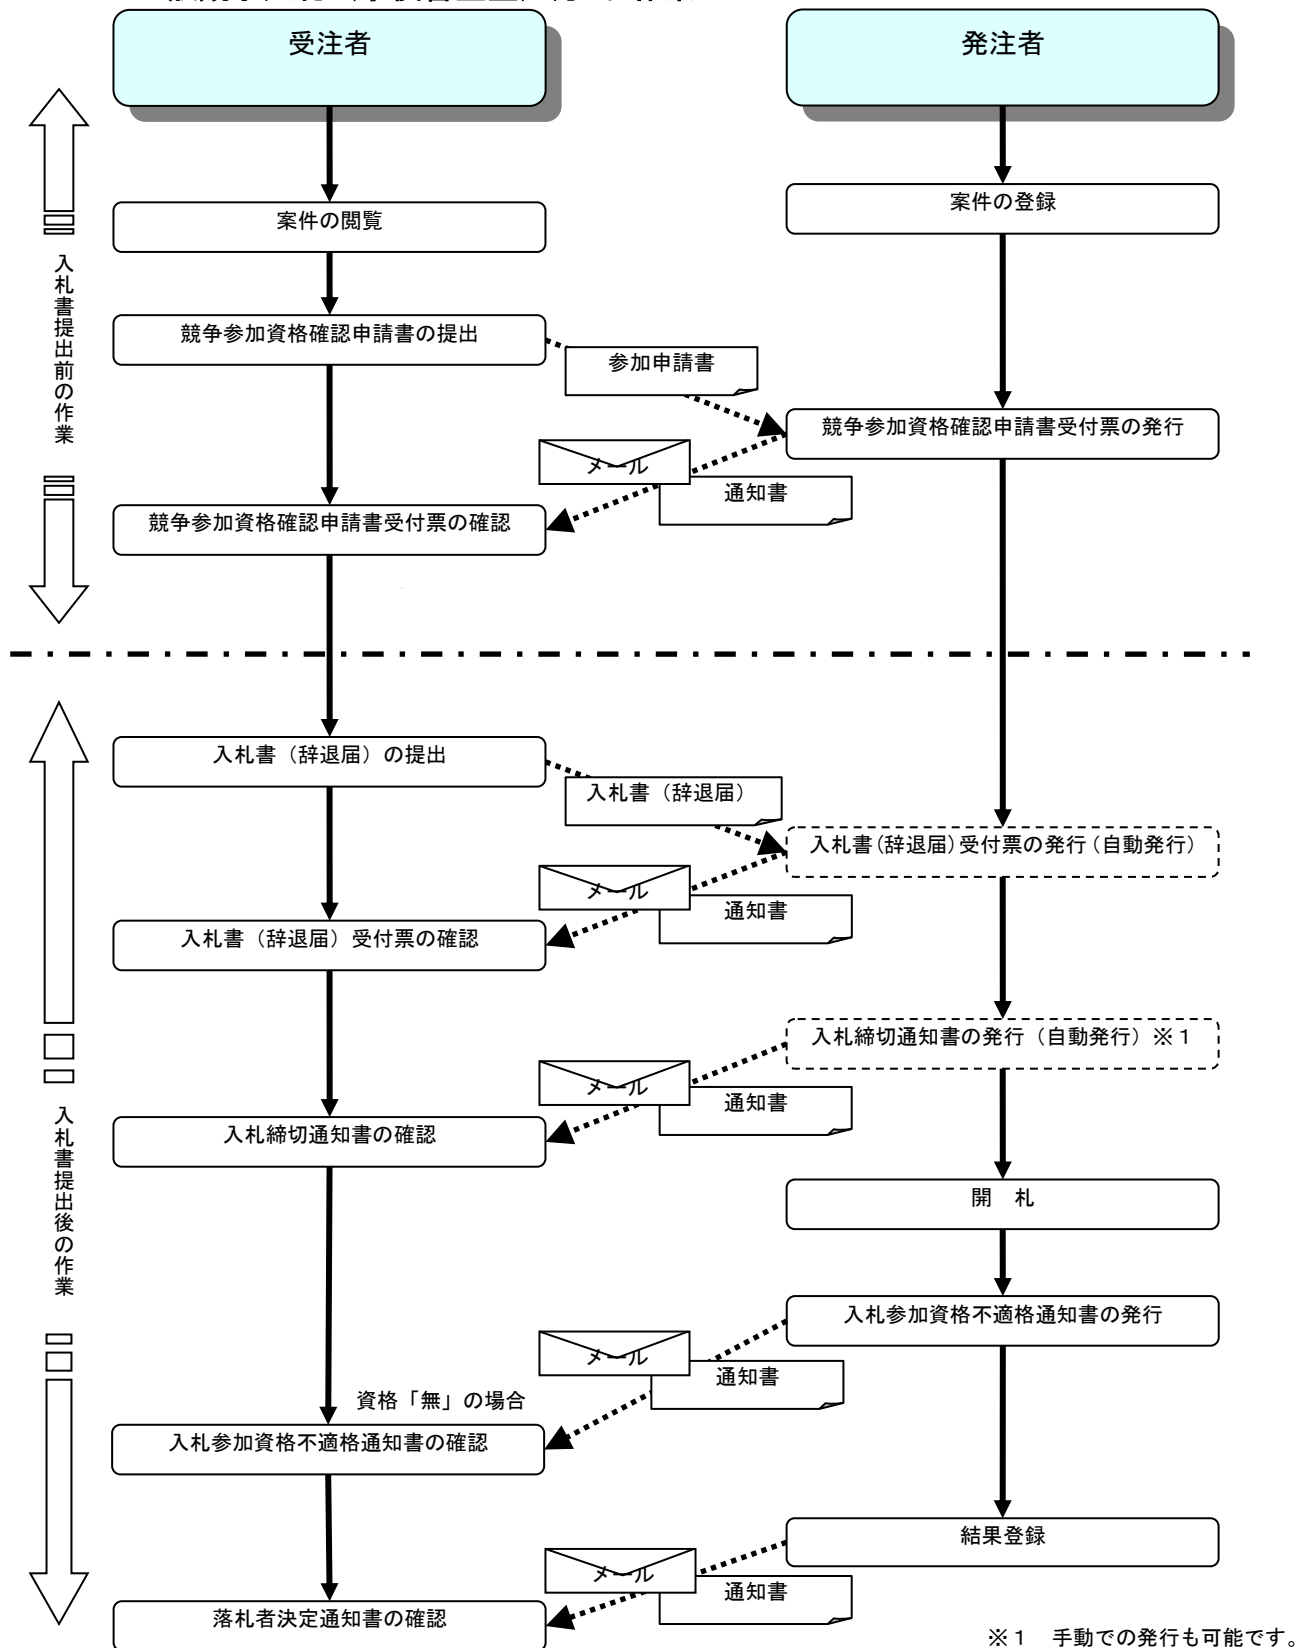 受注者
発注者
案件の登録
案件の閲覧
入札書提出前の作業
競争参加資格確認申請書の提出
参加申請書
競争参加資格確認申請書受付票の発行
メール
通知書
競争参加資格確認申請書受付票の確認
入札書（辞退届）の提出
入札書（辞退届）
入札書(辞退届)受付票の発行(自動発行)
メール
通知書
入札書（辞退届）受付票の確認
入札締切通知書の発行（自動発行）※１
メール
通知書
入札書提出後の作業
入札締切通知書の確認
開　札
入札参加資格不適格通知書の発行
メール
通知書
資格「無」の場合
入札参加資格不適格通知書の確認
結果登録
メール
通知書
落札者決定通知書の確認
※１　手動での発行も可能です。